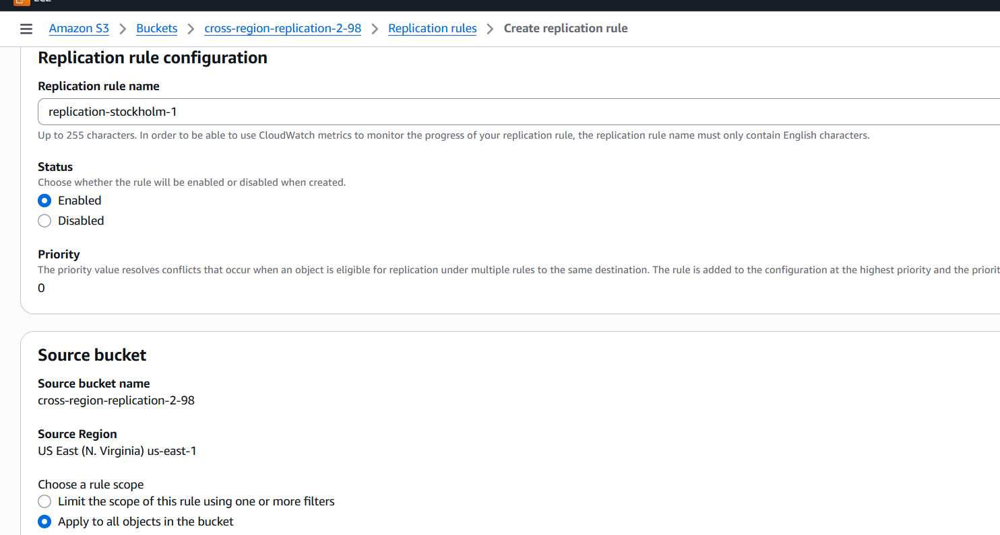 Amazon S3 > Buckets > cross-region-replication-2-98 > Replication rules > Create replication rule
Replication rule configuration
Replication rule name
replication-stockholm-1
Up to 255 characters. In order to be able to use CloudWatch metrics to monitor the progress of your replication rule, the replication rule name must only contain English characters.
Status
Choose whether the rule will be enabled or disabled when created.
Enabled
Disabled
Priority
The priority value resolves conflicts that occur when an object is eligible for replication under multiple rules to the same destination. The rule is added to the configuration at the highest priority and the
0
Source bucket
Source bucket name
cross-region-replication-2-98
Source Region
US East (N. Virginia) us-east-1
Choose a rule scope
Limit the scope of this rule using one or more filters
Apply to all objects in the bucket